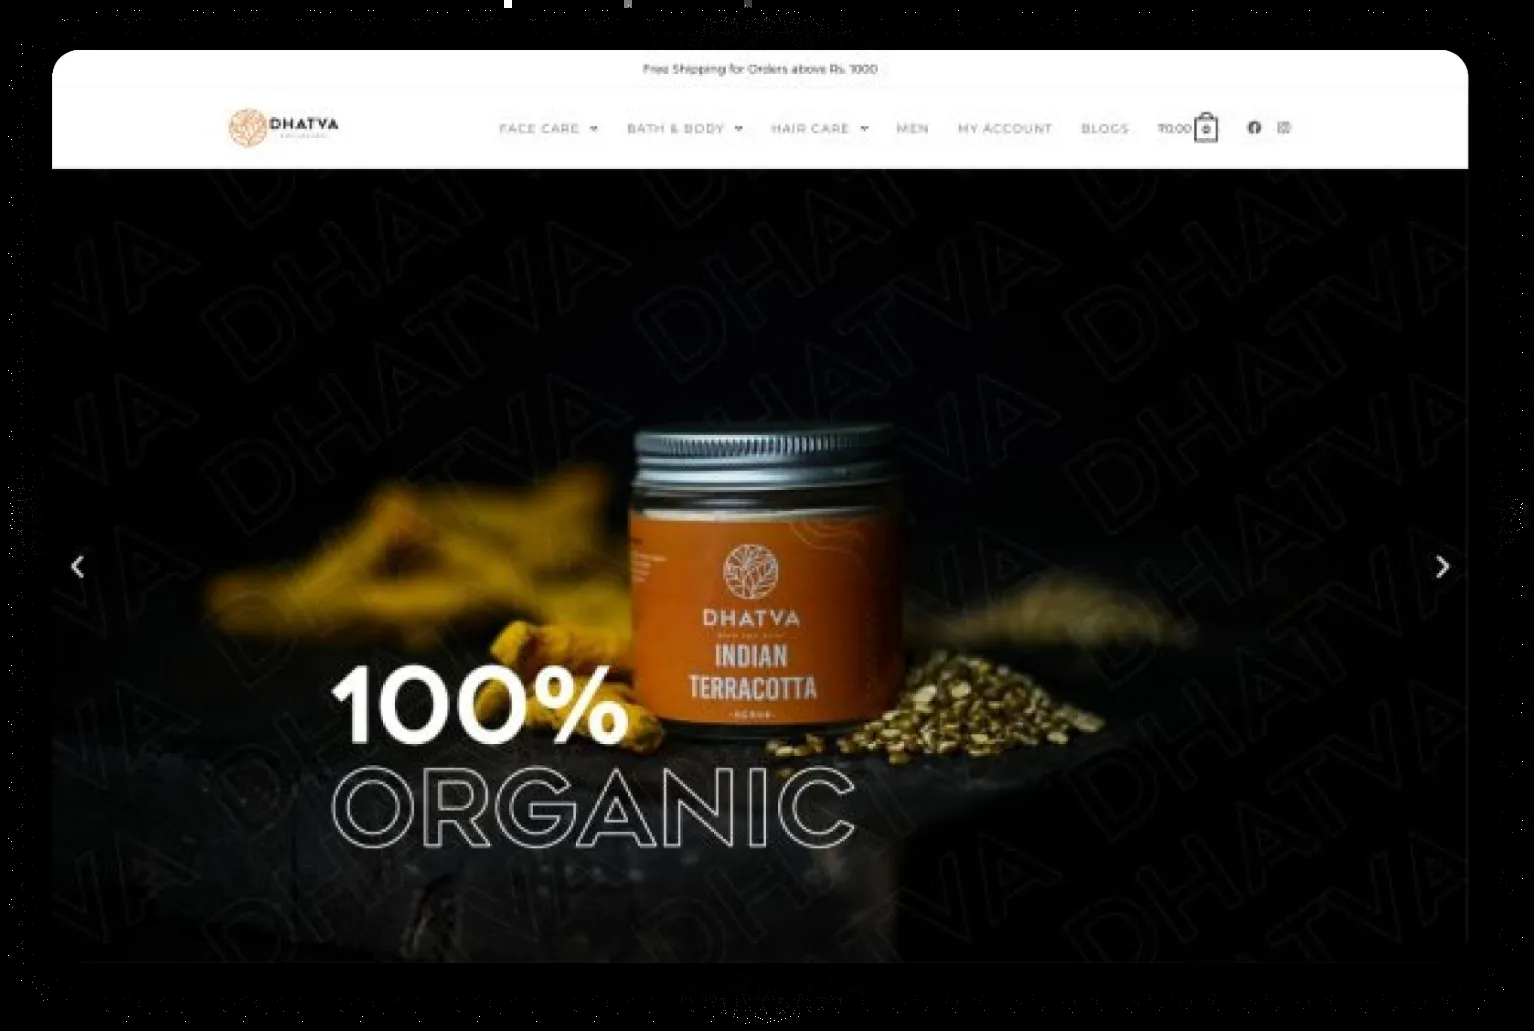 Free Shipping for Orders above Rs. 1000
DHATVA
FACE CARE BATH & BODY HAIR CARE MEN MY ACCOUNT BLOGS ₹0.00 0
DHATVA
INDIAN
TERRACOTTA
-SCRUB-
100%
ORGANIC